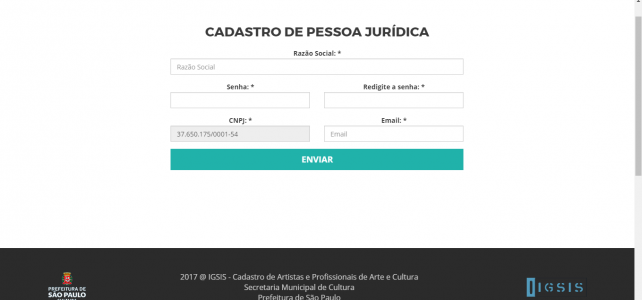 CADASTRO DE PESSOA JURÍDICA
Razão Social: *
Razão Social
Senha: * Redigite a senha: *
CNPJ: * Email: *
37.650.175/0001-54 Email
ENVIAR
2017 @ IGSIS - Cadastro de Artistas e Profissionais de Arte e Cultura
Secretaria Municipal de Cultura
Prefeitura de São Paulo
PREFEITURA DE
SÃO PAULO
IGSIS